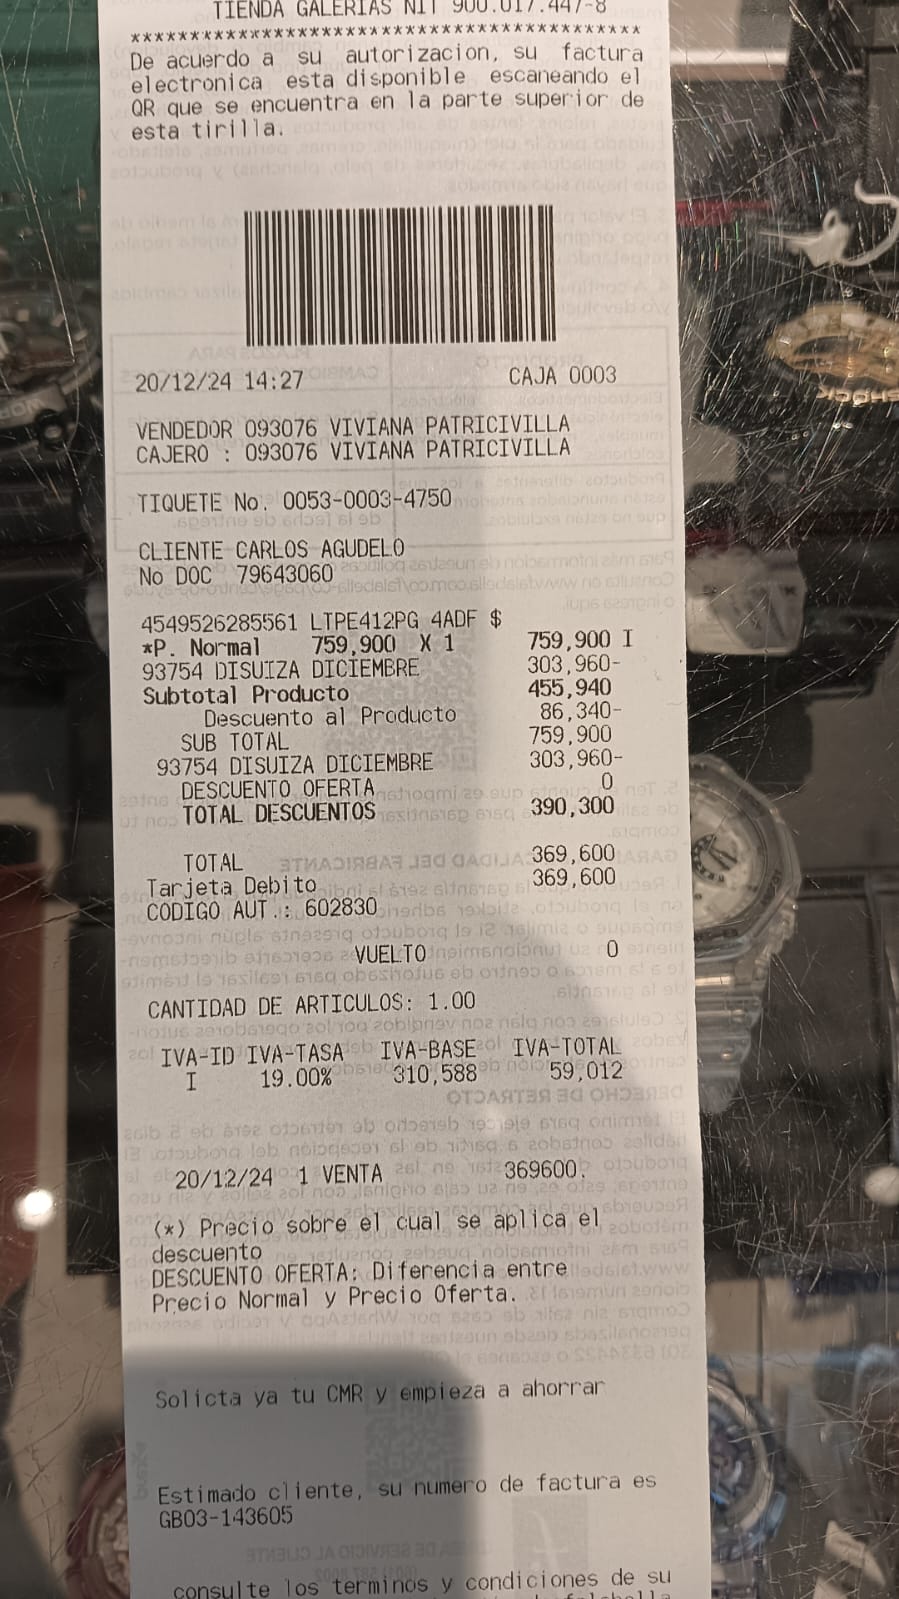 TIENDA GALERIAS NIT 900.017.447-8
******************************************
De acuerdo a su autorizacion, su factura
electronica esta disponible escaneando el
QR que se encuentra en la parte superior de
esta tirilla.
20/12/24 14:27 CAJA 0003
VENDEDOR 093076 VIVIANA PATRICIVILLA
CAJERO : 093076 VIVIANA PATRICIVILLA
TIQUETE No. 0053-0003-4750
CLIENTE CARLOS AGUDELO
No DOC 79643060
4549526285561 LTPE412PG 4ADF $
*P. Normal 759,900 X 1 759,900 I
93754 DISUIZA DICIEMBRE 303,960-
Subtotal Producto 455,940
Descuento al Producto 86,340-
SUB TOTAL 759,900
93754 DISUIZA DICIEMBRE 303,960-
DESCUENTO OFERTA 0
TOTAL DESCUENTOS 390,300
TOTAL 369,600
Tarjeta Debito 369,600
CODIGO AUT.: 602830
VUELTO 0
CANTIDAD DE ARTICULOS: 1.00
IVA-ID IVA-TASA IVA-BASE IVA-TOTAL
I 19.00% 310,588 59,012
20/12/24 1 VENTA 369600.
(*) Precio sobre el cual se aplica el
descuento
DESCUENTO OFERTA: Diferencia entre
Precio Normal y Precio Oferta.
Solicta ya tu CMR y empieza a ahorrar
Estimado cliente, su numero de factura es
GB03-143605
consulte los terminos y condiciones de su